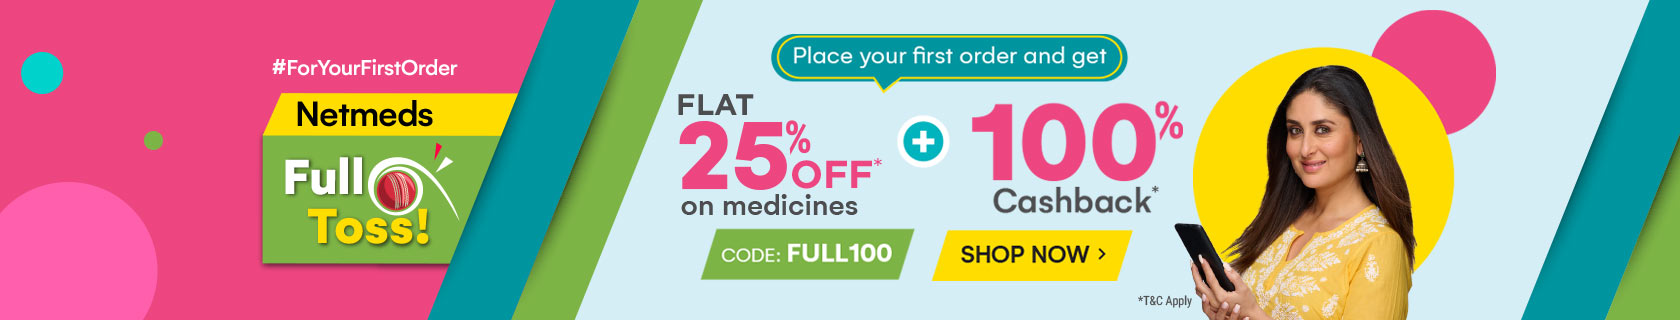 #ForYourFirstOrder
Netmeds
Full
Toss!
Place your first order and get
FLAT
25%
OFF*
on medicines
+
100%
Cashback*
CODE: FULL100
SHOP NOW >
*T&C Apply